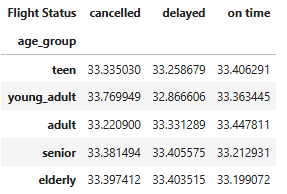 Flight Status cancelled delayed on time
age_group
teen 33.335030 33.258679 33.406291
young_adult 33.769949 32.866606 33.363445
adult 33.220900 33.331289 33.447811
senior 33.381494 33.405575 33.212931
elderly 33.397412 33.403515 33.199072